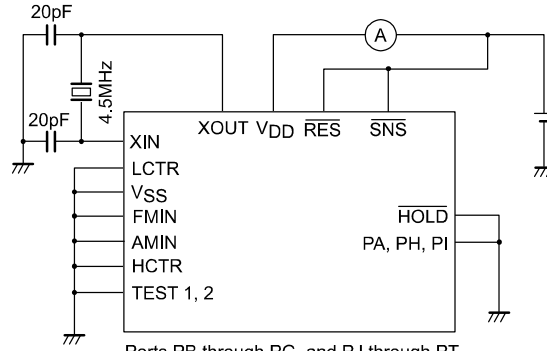 20pF
A
4.5MHz
20pF
XOUT VDD RES SNS
XIN
LCTR
VSS
FMIN
HOLD
AMIN
PA, PH, PI
HCTR
TEST 1, 2